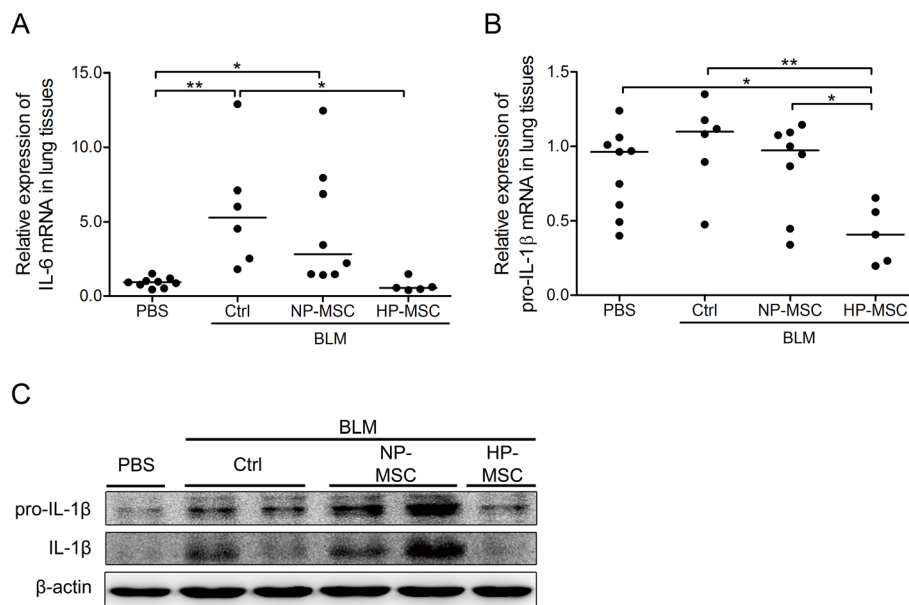 A
Relative expression of
IL-6 mRNA in lung tissues
15.0
10.0
5.0
0.0
*
**
*
PBS
Ctrl
NP-MSC
HP-MSC
BLM
B
Relative expression of
pro-IL-1β mRNA in lung tissues
1.5
1.0
0.5
0
**
*
*
PBS
Ctrl
NP-MSC
HP-MSC
BLM
C
BLM
PBS
Ctrl
NP-
MSC
HP-
MSC
pro-IL-1β
IL-1β
β-actin